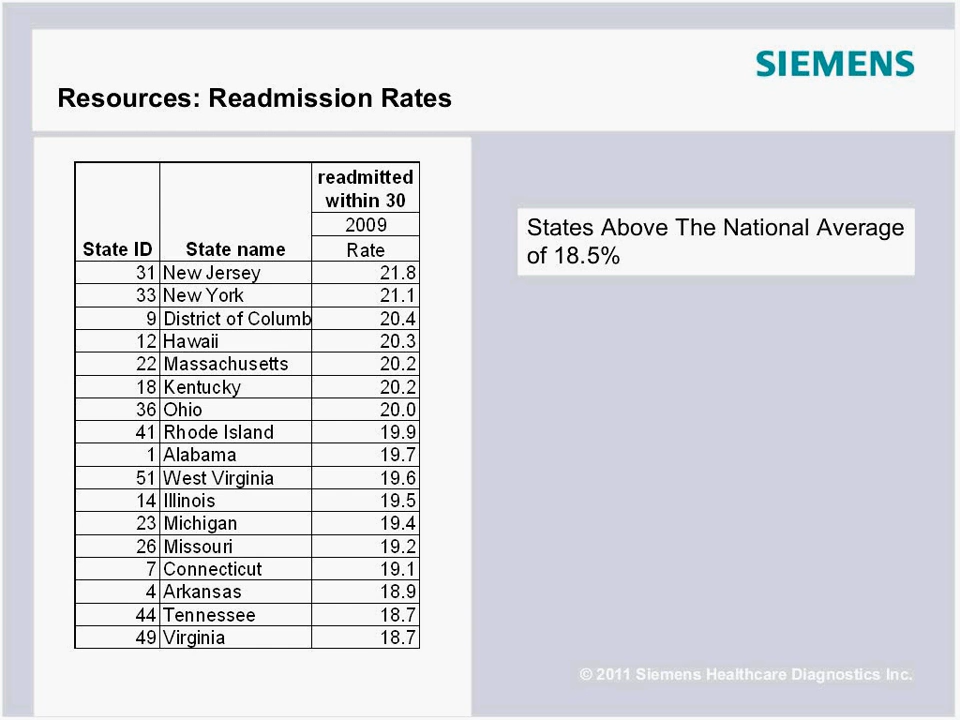 SIEMENS
Resources: Readmission Rates
readmitted
within 30
2009
State ID State name Rate
31 New Jersey 21.8
33 New York 21.1
9 District of Columb 20.4
12 Hawaii 20.3
22 Massachusetts 20.2
18 Kentucky 20.2
36 Ohio 20.0
41 Rhode Island 19.9
1 Alabama 19.7
51 West Virginia 19.6
14 Illinois 19.5
23 Michigan 19.4
26 Missouri 19.2
7 Connecticut 19.1
4 Arkansas 18.9
44 Tennessee 18.7
49 Virginia 18.7
States Above The National Average
of 18.5%
© 2011 Siemens Healthcare Diagnostics Inc.